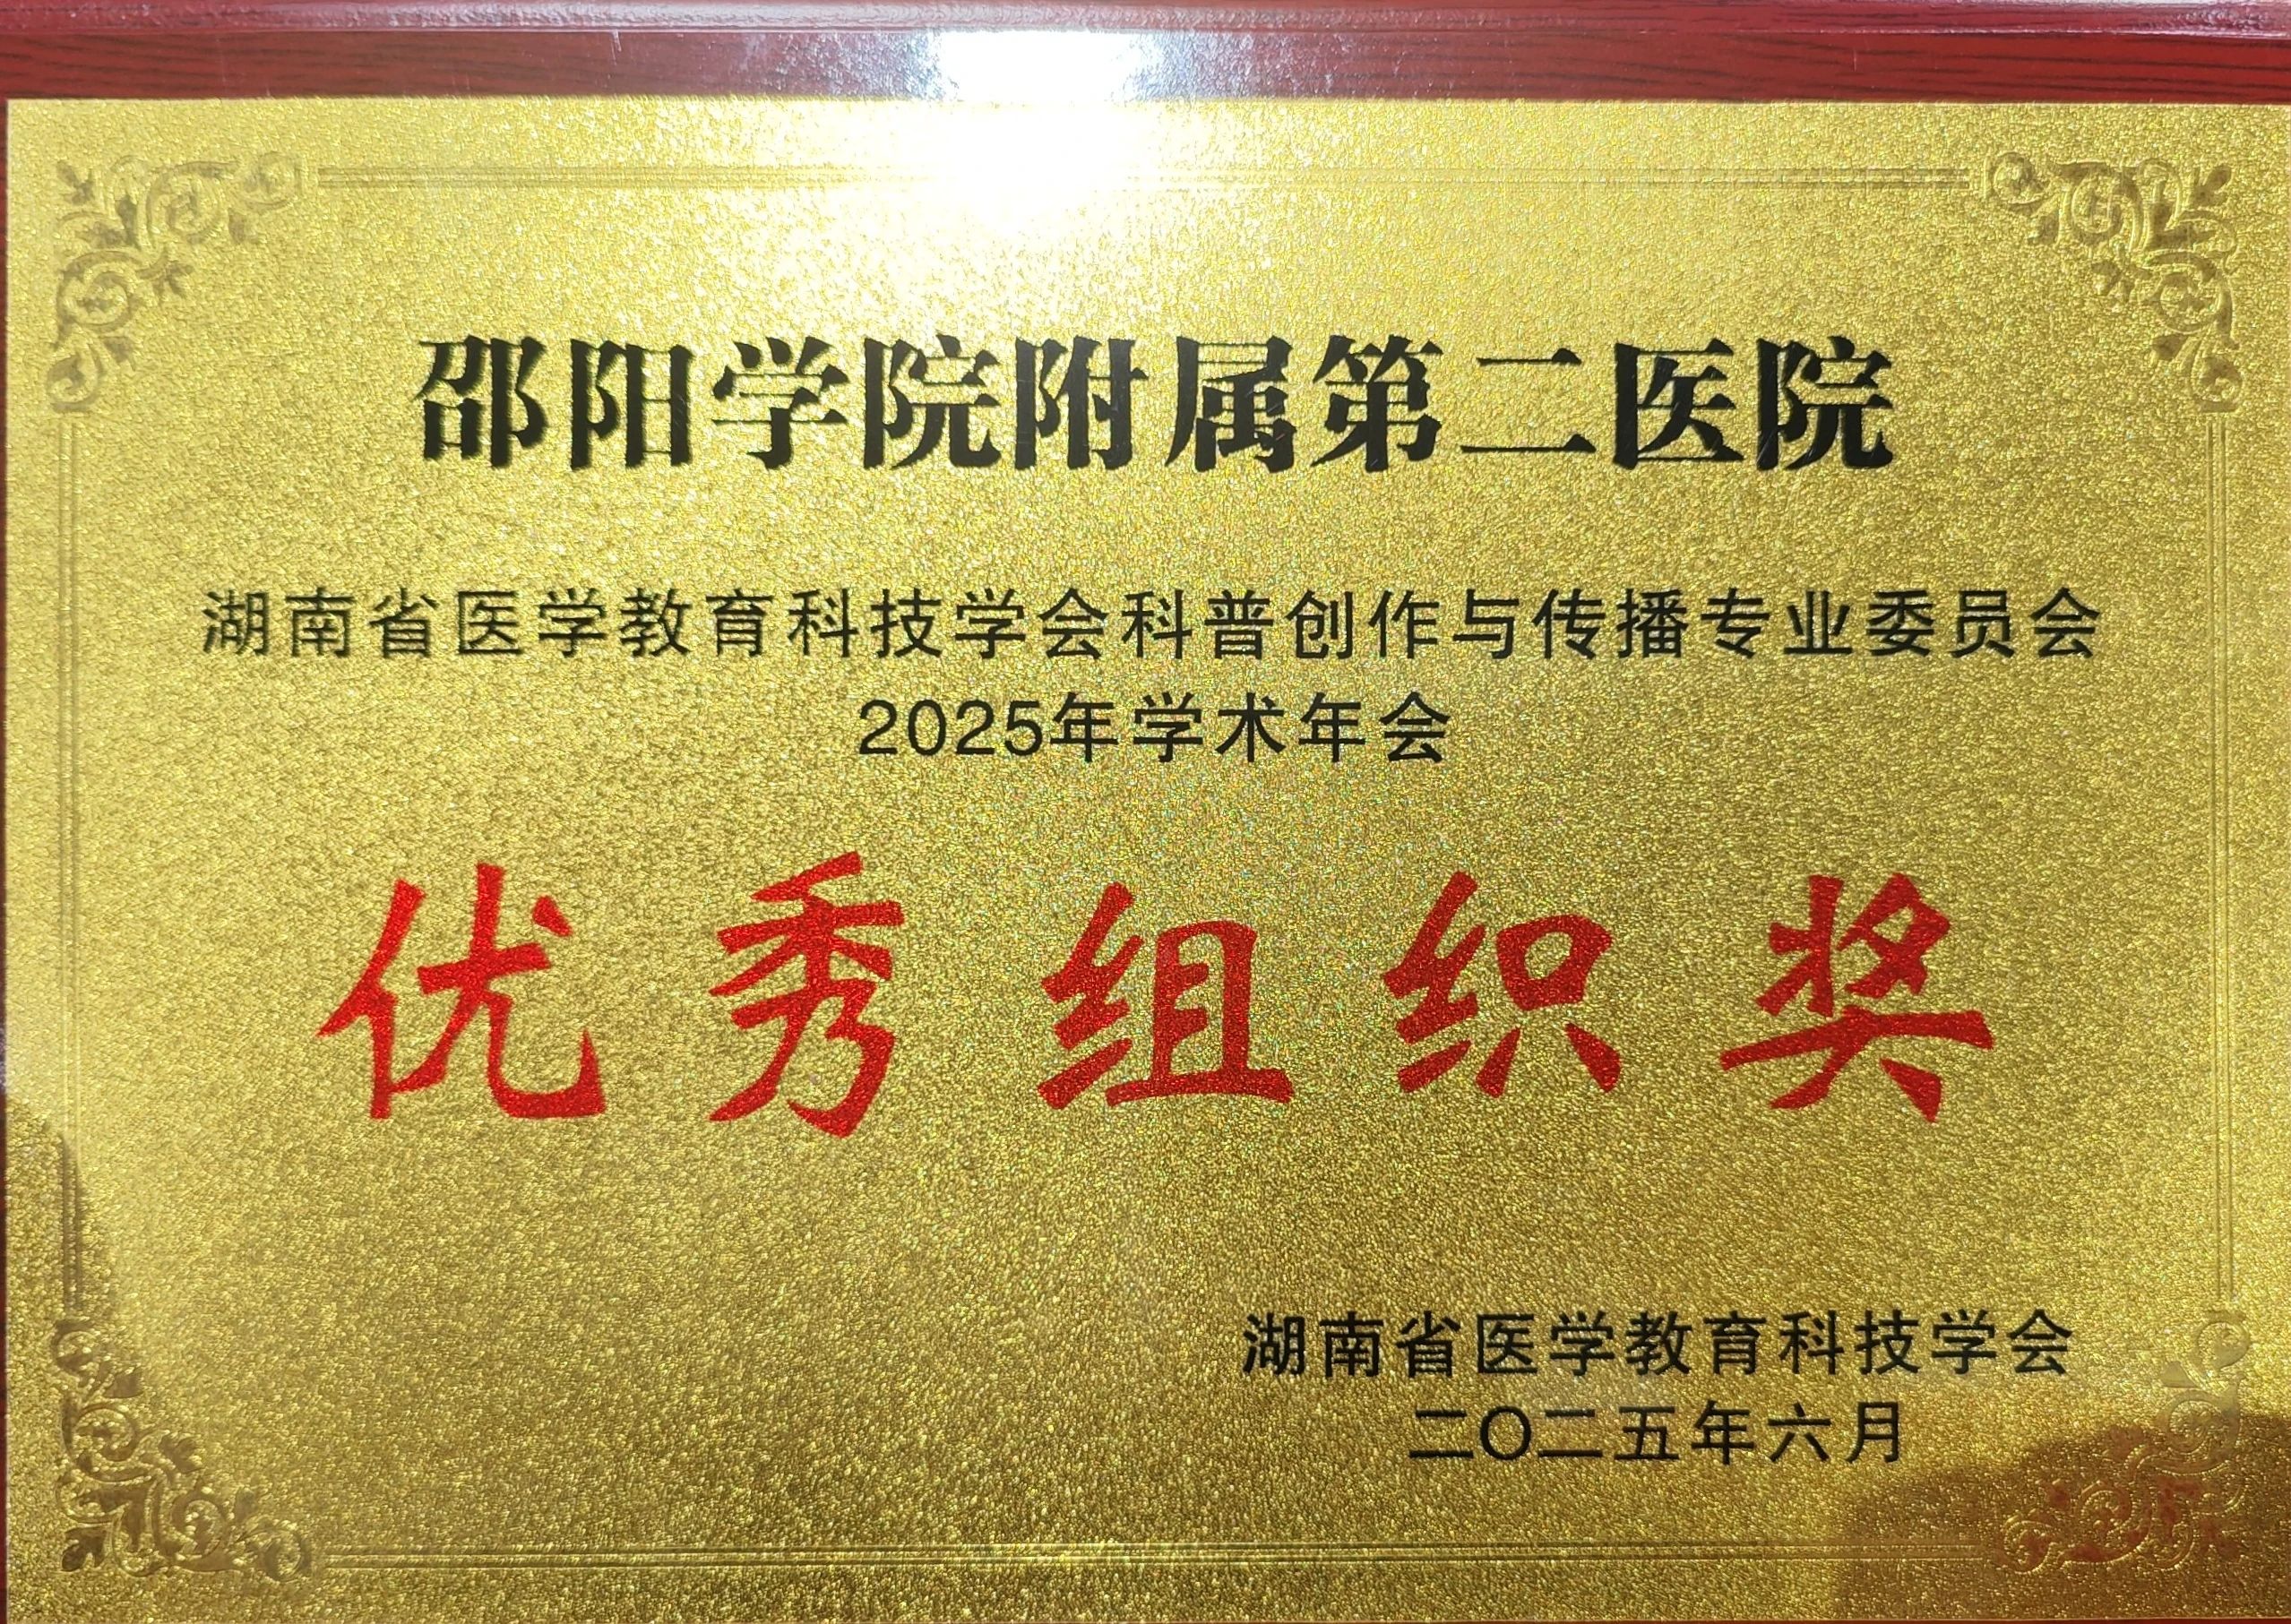 邵阳学院附属第二医院
湖南省医学教育科技学会科普创作与传播专业委员会
2025年学术年会
优秀组织奖
湖南省医学教育科技学会
二〇二五年六月